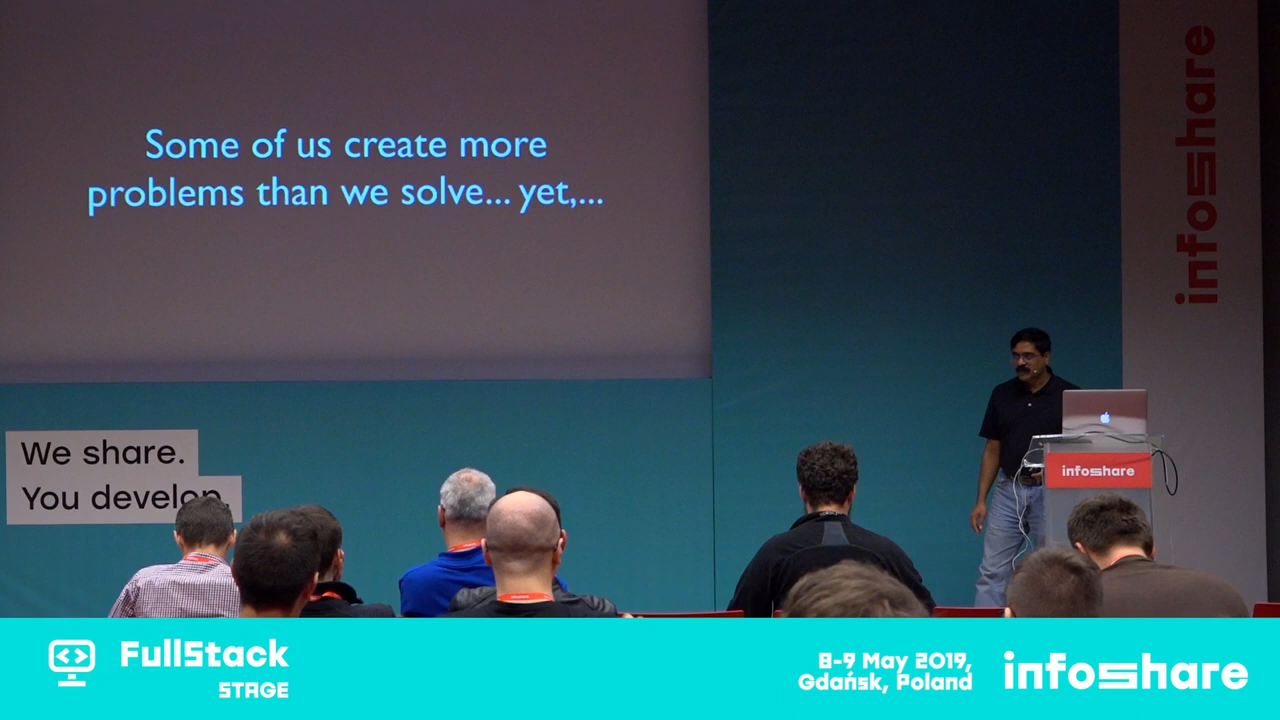 Some of us create more
problems than we solve... yet,...
infoshare
We share.
You develop.
infoshare
FullStack
STAGE
8-9 May 2019,
Gdańsk, Poland
infoshare